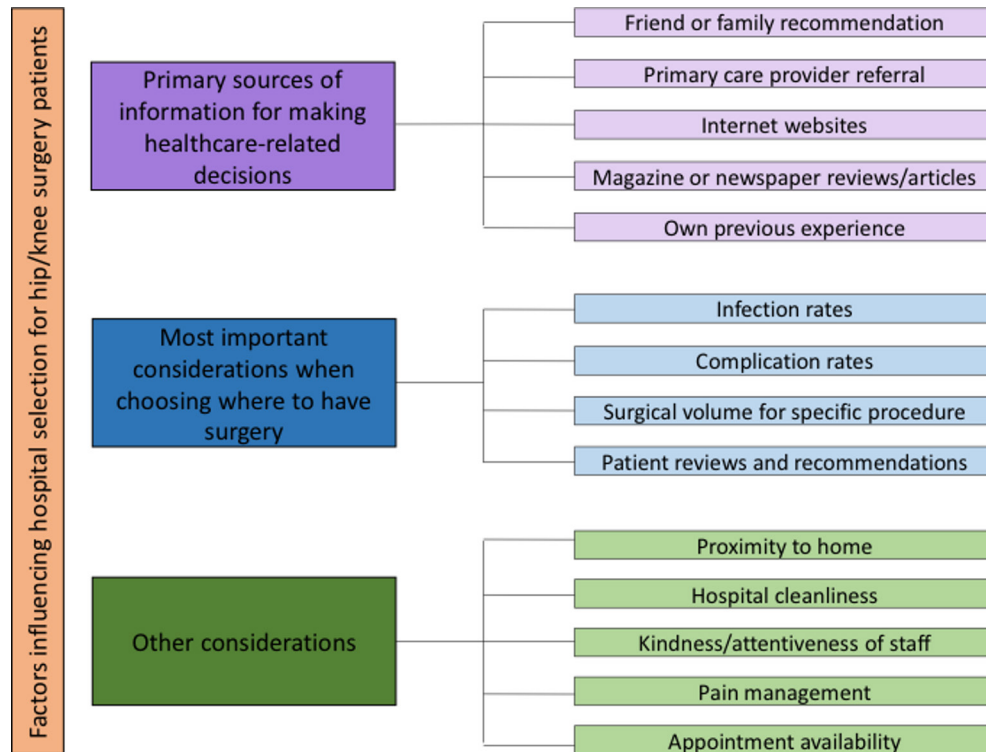 Factors influencing hospital selection for hip/knee surgery patients
Primary sources of
information for making
healthcare-related
decisions
Friend or family recommendation
Primary care provider referral
Internet websites
Magazine or newspaper reviews/articles
Own previous experience
Most important
considerations when
choosing where to have
surgery
Infection rates
Complication rates
Surgical volume for specific procedure
Patient reviews and recommendations
Other considerations
Proximity to home
Hospital cleanliness
Kindness/attentiveness of staff
Pain management
Appointment availability